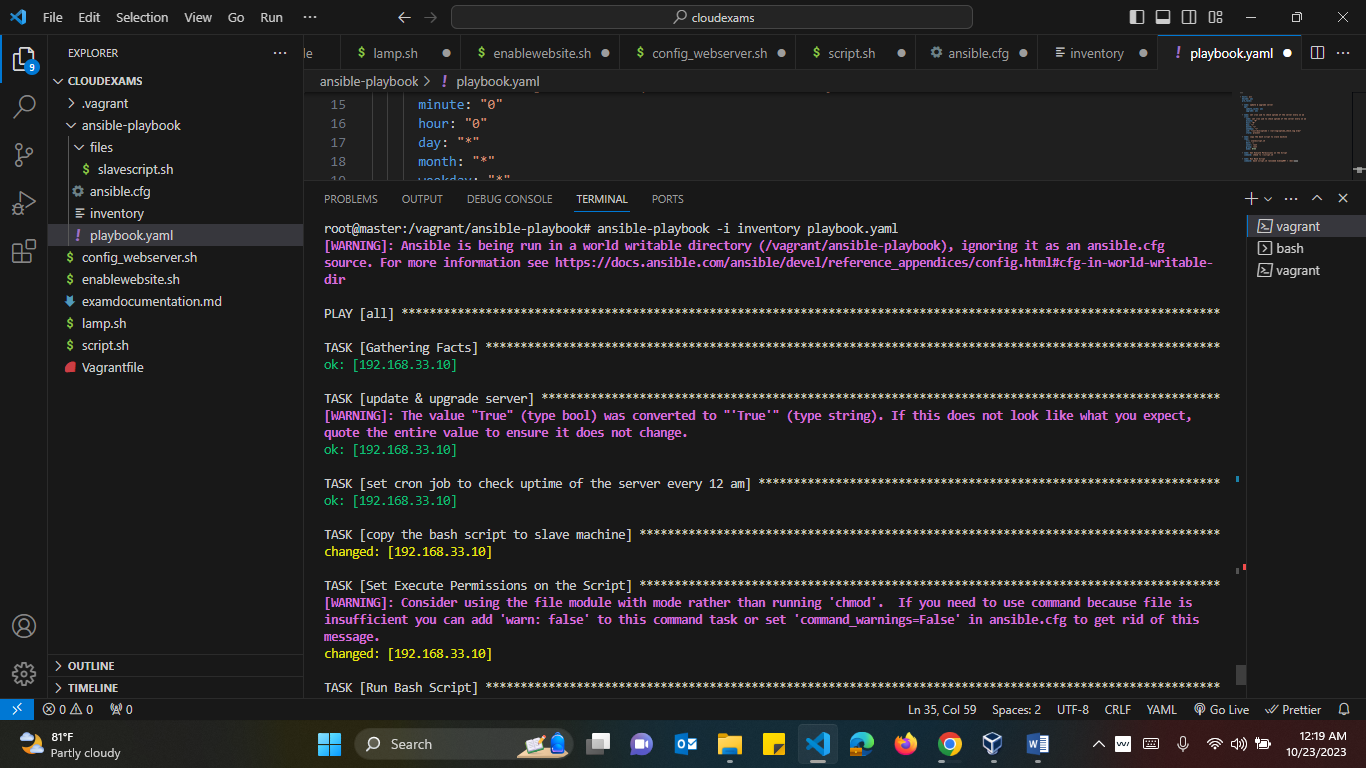 File Edit Selection View Go Run ··· cloudexams
EXPLORER ···
9
CLOUDEXAMS
.vagrant
ansible-playbook
files
$ slavescript.sh
ansible.cfg
inventory
! playbook.yaml
$ config_webserver.sh
$ enablewebsite.sh
examdocumentation.md
$ lamp.sh
$ script.sh
Vagrantfile
OUTLINE
TIMELINE
le $ lamp.sh $ enablewebsite.sh $ config_webserver.sh $ script.sh ansible.cfg inventory ! playbook.yaml ···
ansible-playbook > ! playbook.yaml
15 minute: "0"
16 hour: "0"
17 day: "*"
18 month: "*"
19 weekday: "*"
PROBLEMS OUTPUT DEBUG CONSOLE TERMINAL PORTS
vagrant
bash
vagrant
root@master:/vagrant/ansible-playbook# ansible-playbook -i inventory playbook.yaml
[WARNING]: Ansible is being run in a world writable directory (/vagrant/ansible-playbook), ignoring it as an ansible.cfg
source. For more information see https://docs.ansible.com/ansible/devel/reference_appendices/config.html#cfg-in-world-writable-
dir
PLAY [all] *********************************************************************************************************************
TASK [Gathering Facts] *********************************************************************************************************
ok: [192.168.33.10]
TASK [update & upgrade server] *************************************************************************************************
[WARNING]: The value "True" (type bool) was converted to "'True'" (type string). If this does not look like what you expect,
quote the entire value to ensure it does not change.
ok: [192.168.33.10]
TASK [set cron job to check uptime of the server every 12 am] ******************************************************************
ok: [192.168.33.10]
TASK [copy the bash script to slave machine] ***********************************************************************************
changed: [192.168.33.10]
TASK [Set Execute Permissions on the Script] ***********************************************************************************
[WARNING]: Consider using the file module with mode rather than running 'chmod'.  If you need to use command because file is
insufficient you can add 'warn: false' to this command task or set 'command_warnings=False' in ansible.cfg to get rid of this
message.
changed: [192.168.33.10]
TASK [Run Bash Script] *********************************************************************************************************
0 0 0 Ln 35, Col 59 Spaces: 2 UTF-8 CRLF YAML Go Live Prettier
81°F
Partly cloudy
Search
12:19 AM
10/23/2023